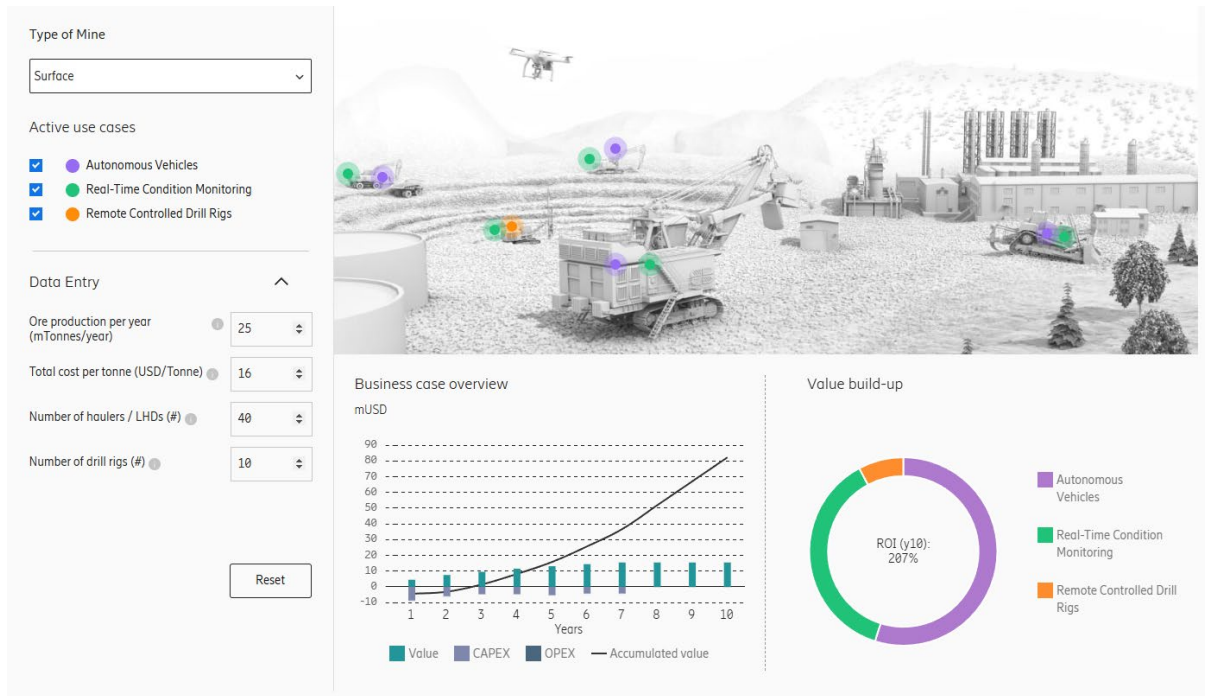 Type of Mine
Surface
Active use cases
Autonomous Vehicles
Real-Time Condition Monitoring
Remote Controlled Drill Rigs
Data Entry
Ore production per year
(mTonnes/year)
25
Total cost per tonne (USD/Tonne)
16
Number of haulers / LHDs (#)
40
Number of drill rigs (#)
10
Reset
Business case overview
mUSD
90
80
70
60
50
40
30
20
10
0
-10
1 2 3 4 5 6 7 8 9 10
Years
Value CAPEX OPEX Accumulated value
Value build-up
ROI (y10):
207%
Autonomous
Vehicles
Real-Time Condition
Monitoring
Remote Controlled Drill
Rigs